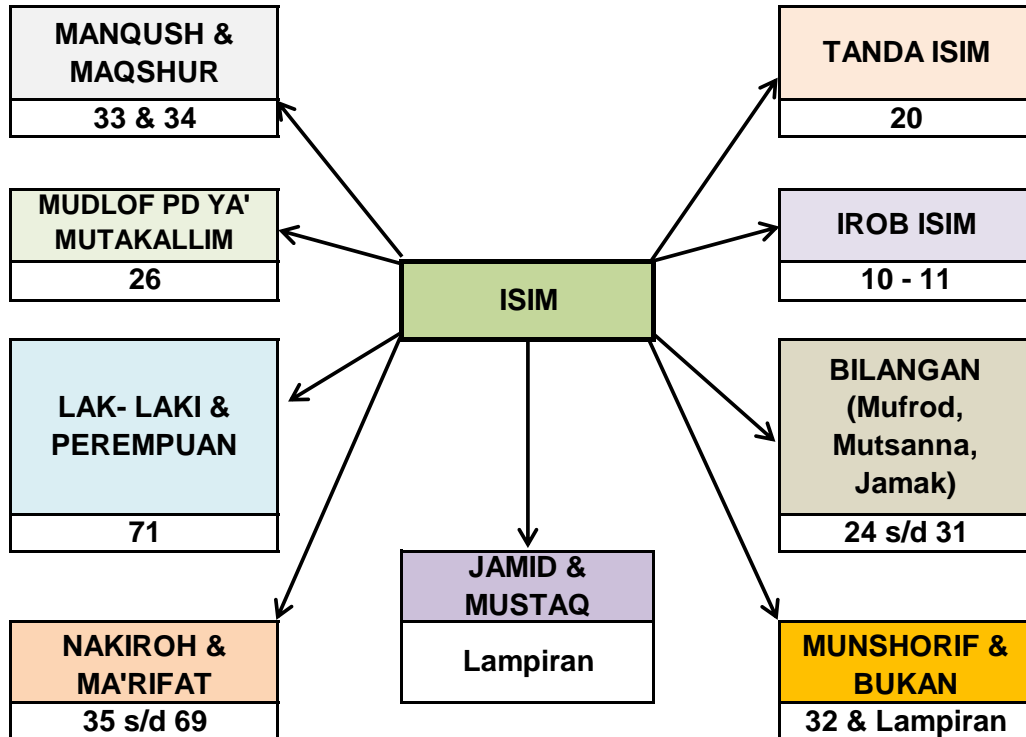 MANQUSH &
MAQSHUR
33 & 34
TANDA ISIM
20
MUDLOF PD YA'
MUTAKALLIM
26
IROB ISIM
10 - 11
ISIM
LAK- LAKI &
PEREMPUAN
71
BILANGAN
(Mufrod,
Mutsanna,
Jamak)
24 s/d 31
JAMID &
MUSTAQ
Lampiran
NAKIROH &
MA'RIFAT
35 s/d 69
MUNSHORIF &
BUKAN
32 & Lampiran